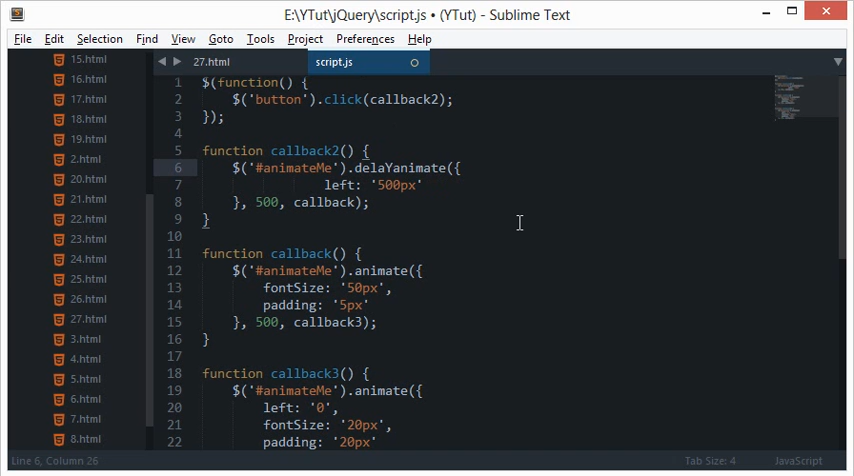 E:\YTut\jQuery\script.js • (YTut) - Sublime Text
File Edit Selection Find View Goto Tools Project Preferences Help
27.html script.js
15.html
16.html
17.html
18.html
19.html
2.html
20.html
21.html
22.html
23.html
24.html
25.html
26.html
27.html
3.html
4.html
5.html
6.html
7.html
8.html
1 $(function() {
2 $('button').click(callback2);
3 });
4
5 function callback2() {
6 $('#animateMe').delaYanimate({
7 left: '500px'
8 }, 500, callback);
9 }
10
11 function callback() {
12 $('#animateMe').animate({
13 fontSize: '50px',
14 padding: '5px'
15 }, 500, callback3);
16 }
17
18 function callback3() {
19 $('#animateMe').animate({
20 left: '0',
21 fontSize: '20px',
22 padding: '20px'
Line 6, Column 26 Tab Size: 4 JavaScript